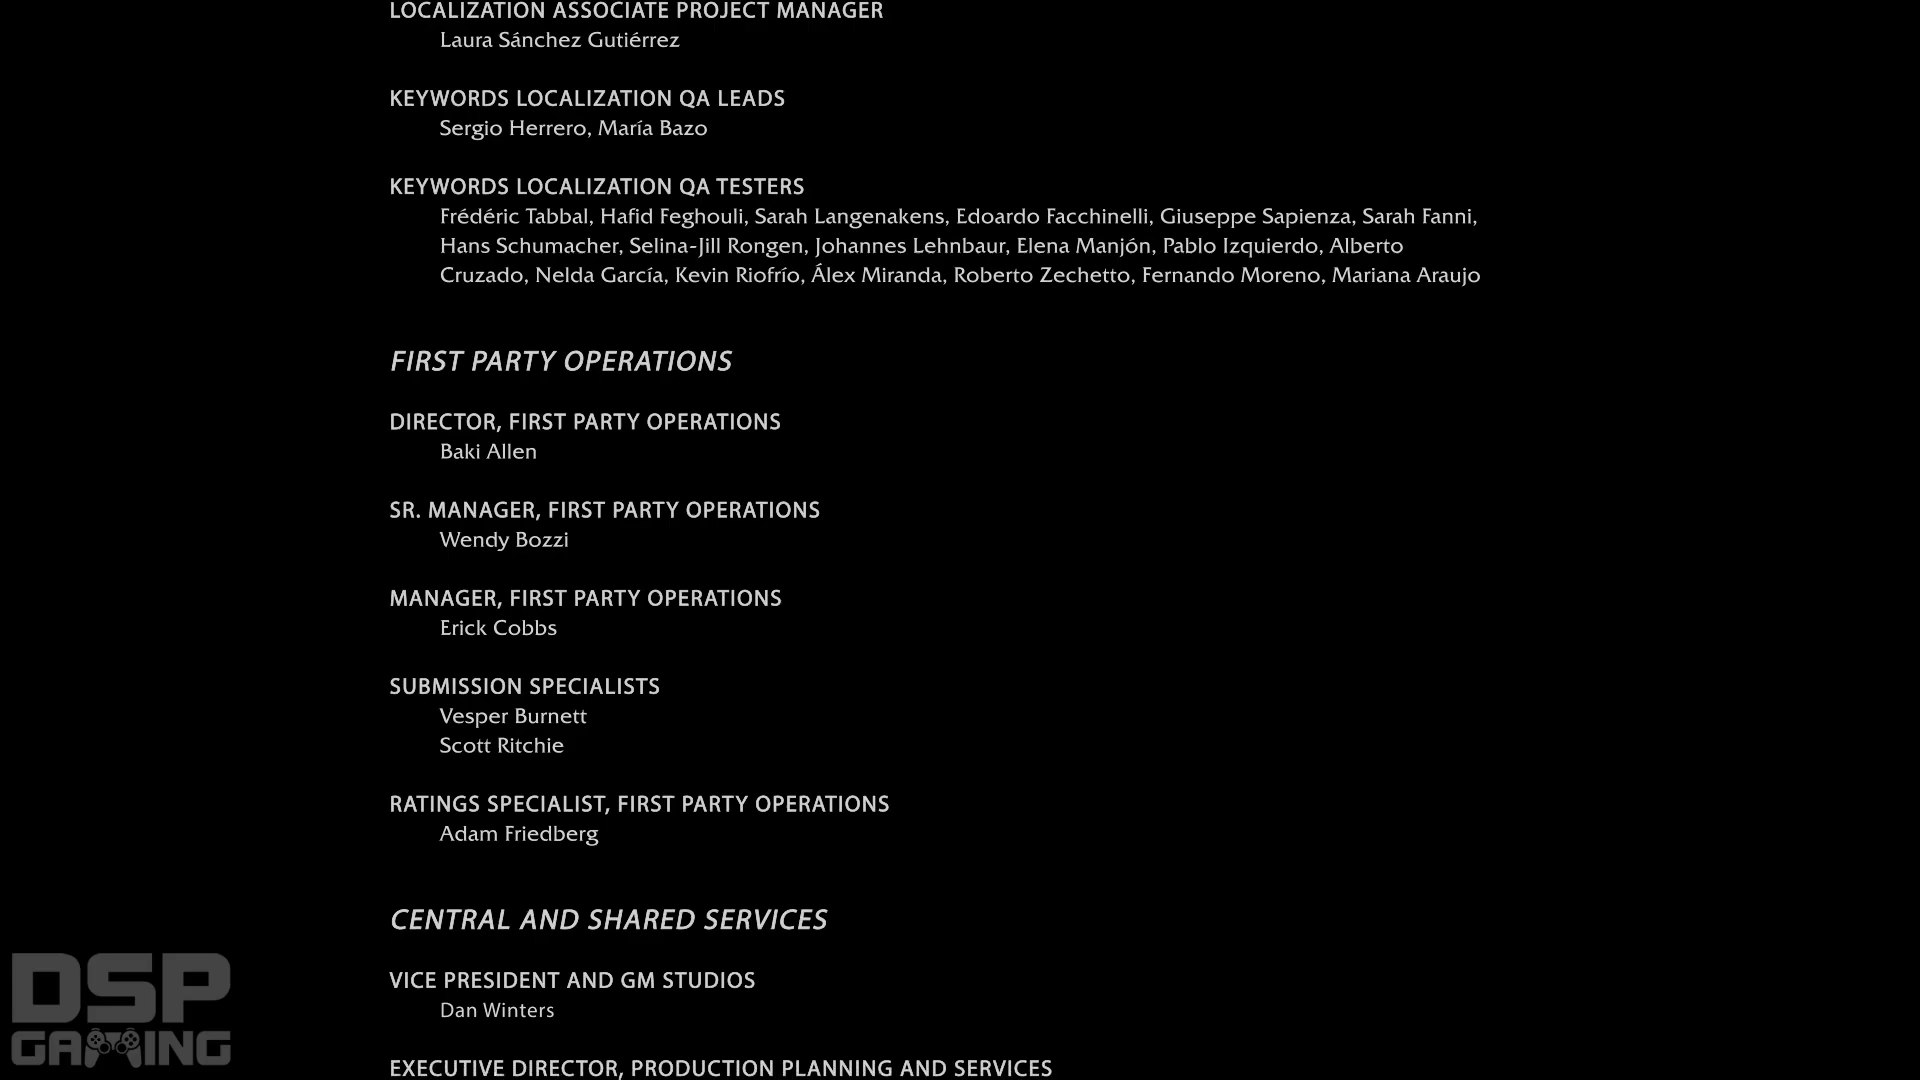 LOCALIZATION ASSOCIATE PROJECT MANAGER
Laura Sánchez Gutiérrez
KEYWORDS LOCALIZATION QA LEADS
Sergio Herrero, María Bazo
KEYWORDS LOCALIZATION QA TESTERS
Frédéric Tabbal, Hafid Feghouli, Sarah Langenakens, Edoardo Facchinelli, Giuseppe Sapienza, Sarah Fanni,
Hans Schumacher, Selina-Jill Rongen, Johannes Lehnbaur, Elena Manjón, Pablo Izquierdo, Alberto
Cruzado, Nelda García, Kevin Riofrío, Álex Miranda, Roberto Zechetto, Fernando Moreno, Mariana Araujo
FIRST PARTY OPERATIONS
DIRECTOR, FIRST PARTY OPERATIONS
Baki Allen
SR. MANAGER, FIRST PARTY OPERATIONS
Wendy Bozzi
MANAGER, FIRST PARTY OPERATIONS
Erick Cobbs
SUBMISSION SPECIALISTS
Vesper Burnett
Scott Ritchie
RATINGS SPECIALIST, FIRST PARTY OPERATIONS
Adam Friedberg
CENTRAL AND SHARED SERVICES
VICE PRESIDENT AND GM STUDIOS
Dan Winters
EXECUTIVE DIRECTOR, PRODUCTION PLANNING AND SERVICES
DSP
GAMING